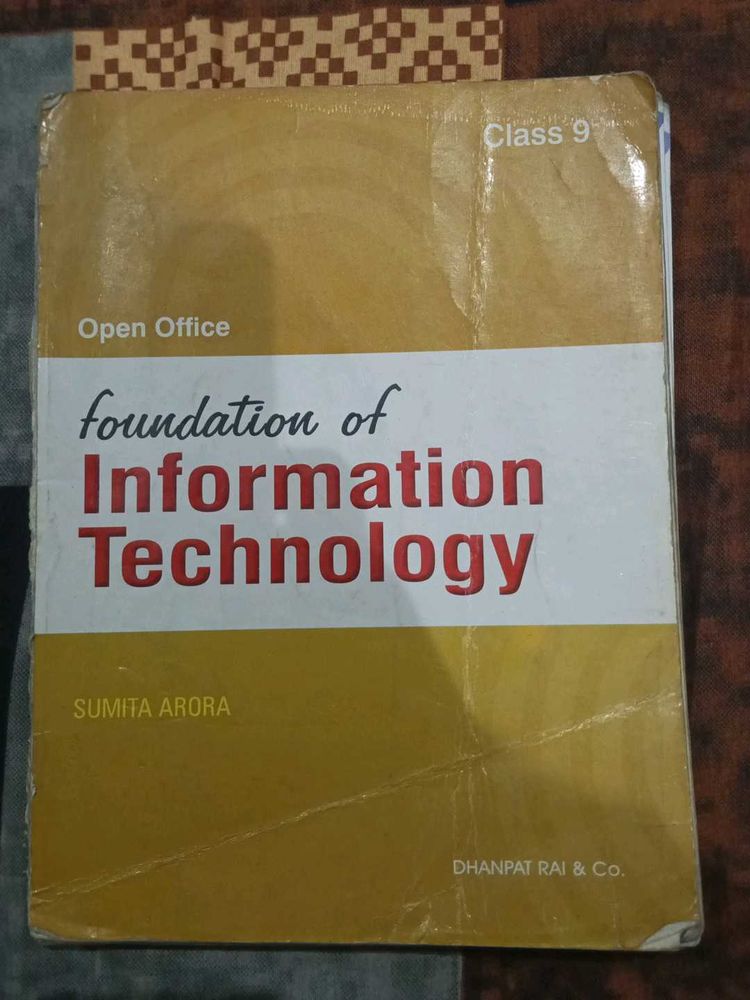 Class 9
Open Office
foundation of
Information
Technology
SUMITA ARORA
DHANPAT RAI & Co.